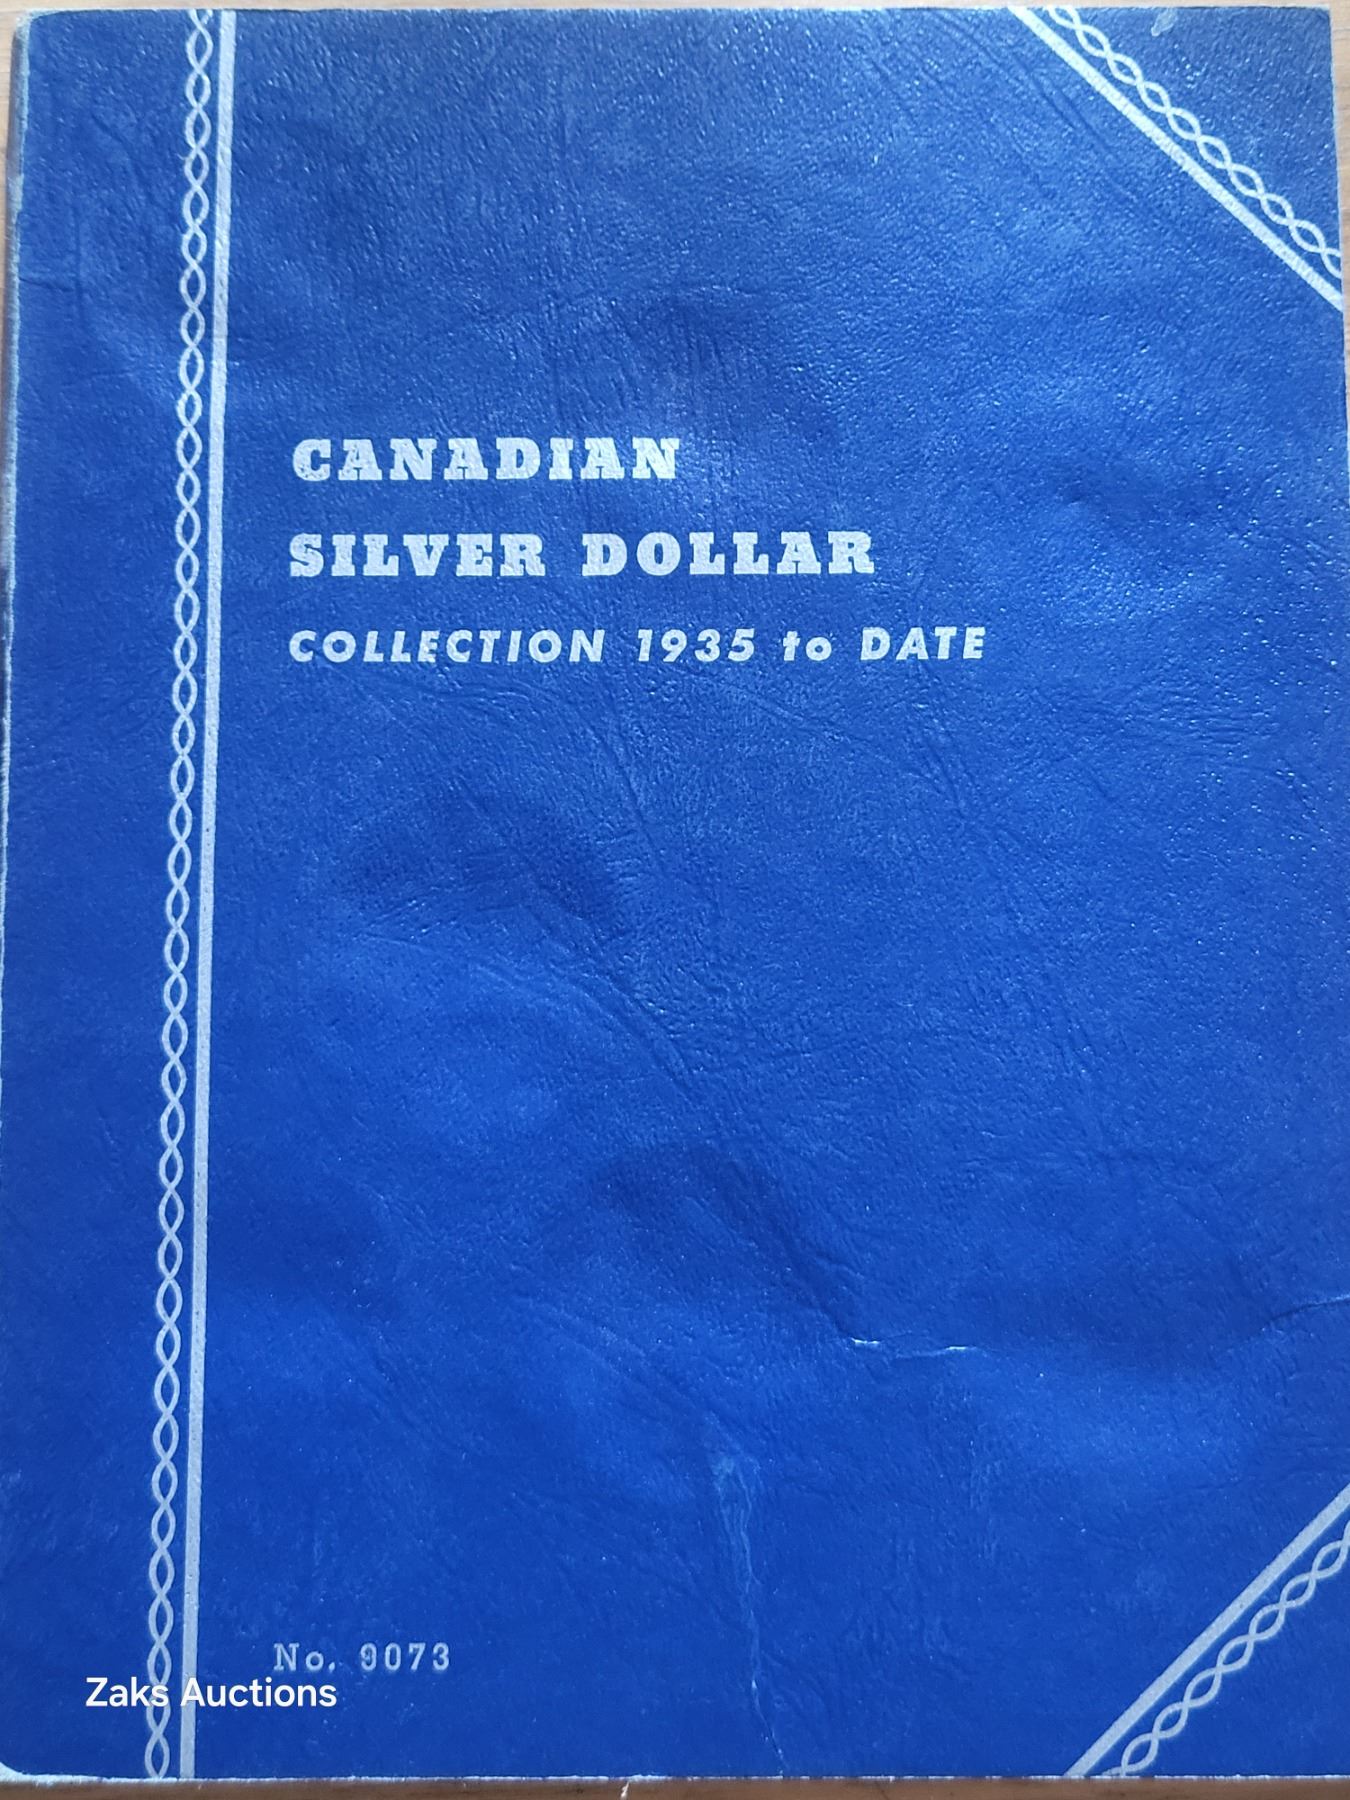 CANADIAN
SILVER DOLLAR
COLLECTION 1935 to DATE
No. 9073
Zaks Auctions